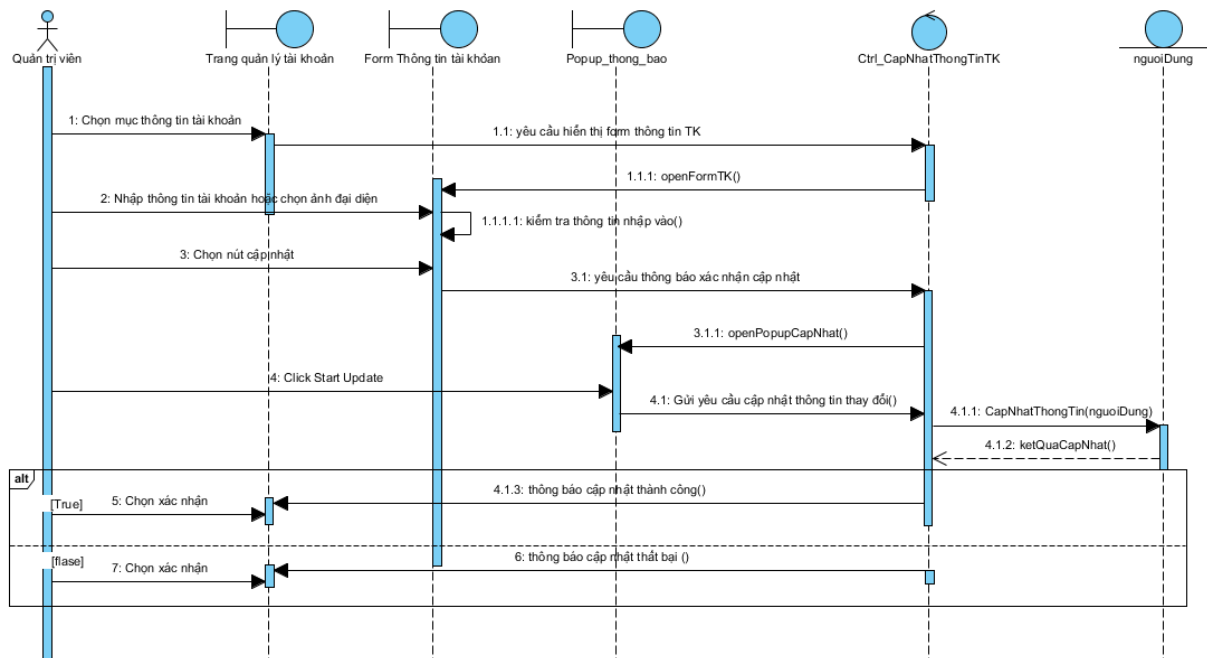 Quản trị viên
Trang quản lý tài khoản
Form Thông tin tài khỏan
Popup_thong_bao
Ctrl_CapNhatThongTinTK
nguoiDung
1: Chọn mục thông tin tài khoản
1.1: yêu cầu hiển thị form thông tin TK
1.1.1: openFormTK()
2: Nhập thông tin tài khoản hoặc chọn ảnh đại diện
1.1.1.1: kiểm tra thông tin nhập vào()
3: Chọn nút cập nhật
3.1: yêu cầu thông báo xác nhận cập nhật
3.1.1: openPopupCapNhat()
4: Click Start Update
4.1: Gửi yêu cầu cập nhật thông tin thay đổi()
4.1.1: CapNhatThongTin(nguoiDung)
4.1.2: ketQuaCapNhat()
alt
[True]
5: Chọn xác nhận
4.1.3: thông báo cập nhật thành công()
[flase]
6: thông báo cập nhật thất bại ()
7: Chọn xác nhận